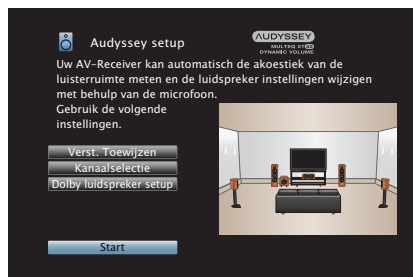 Audyssey setup
AUDYSSEY
MULTEQ XT32
DYNAMIC VOLUME
Uw AV-Receiver kan automatisch de akoestiek van de
luisterruimte meten en de luidspreker instellingen wijzigen
met behulp van de microfoon.
Gebruik de volgende
instellingen.
Verst. Toewijzen
Kanaalselectie
Dolby luidspreker setup
Start